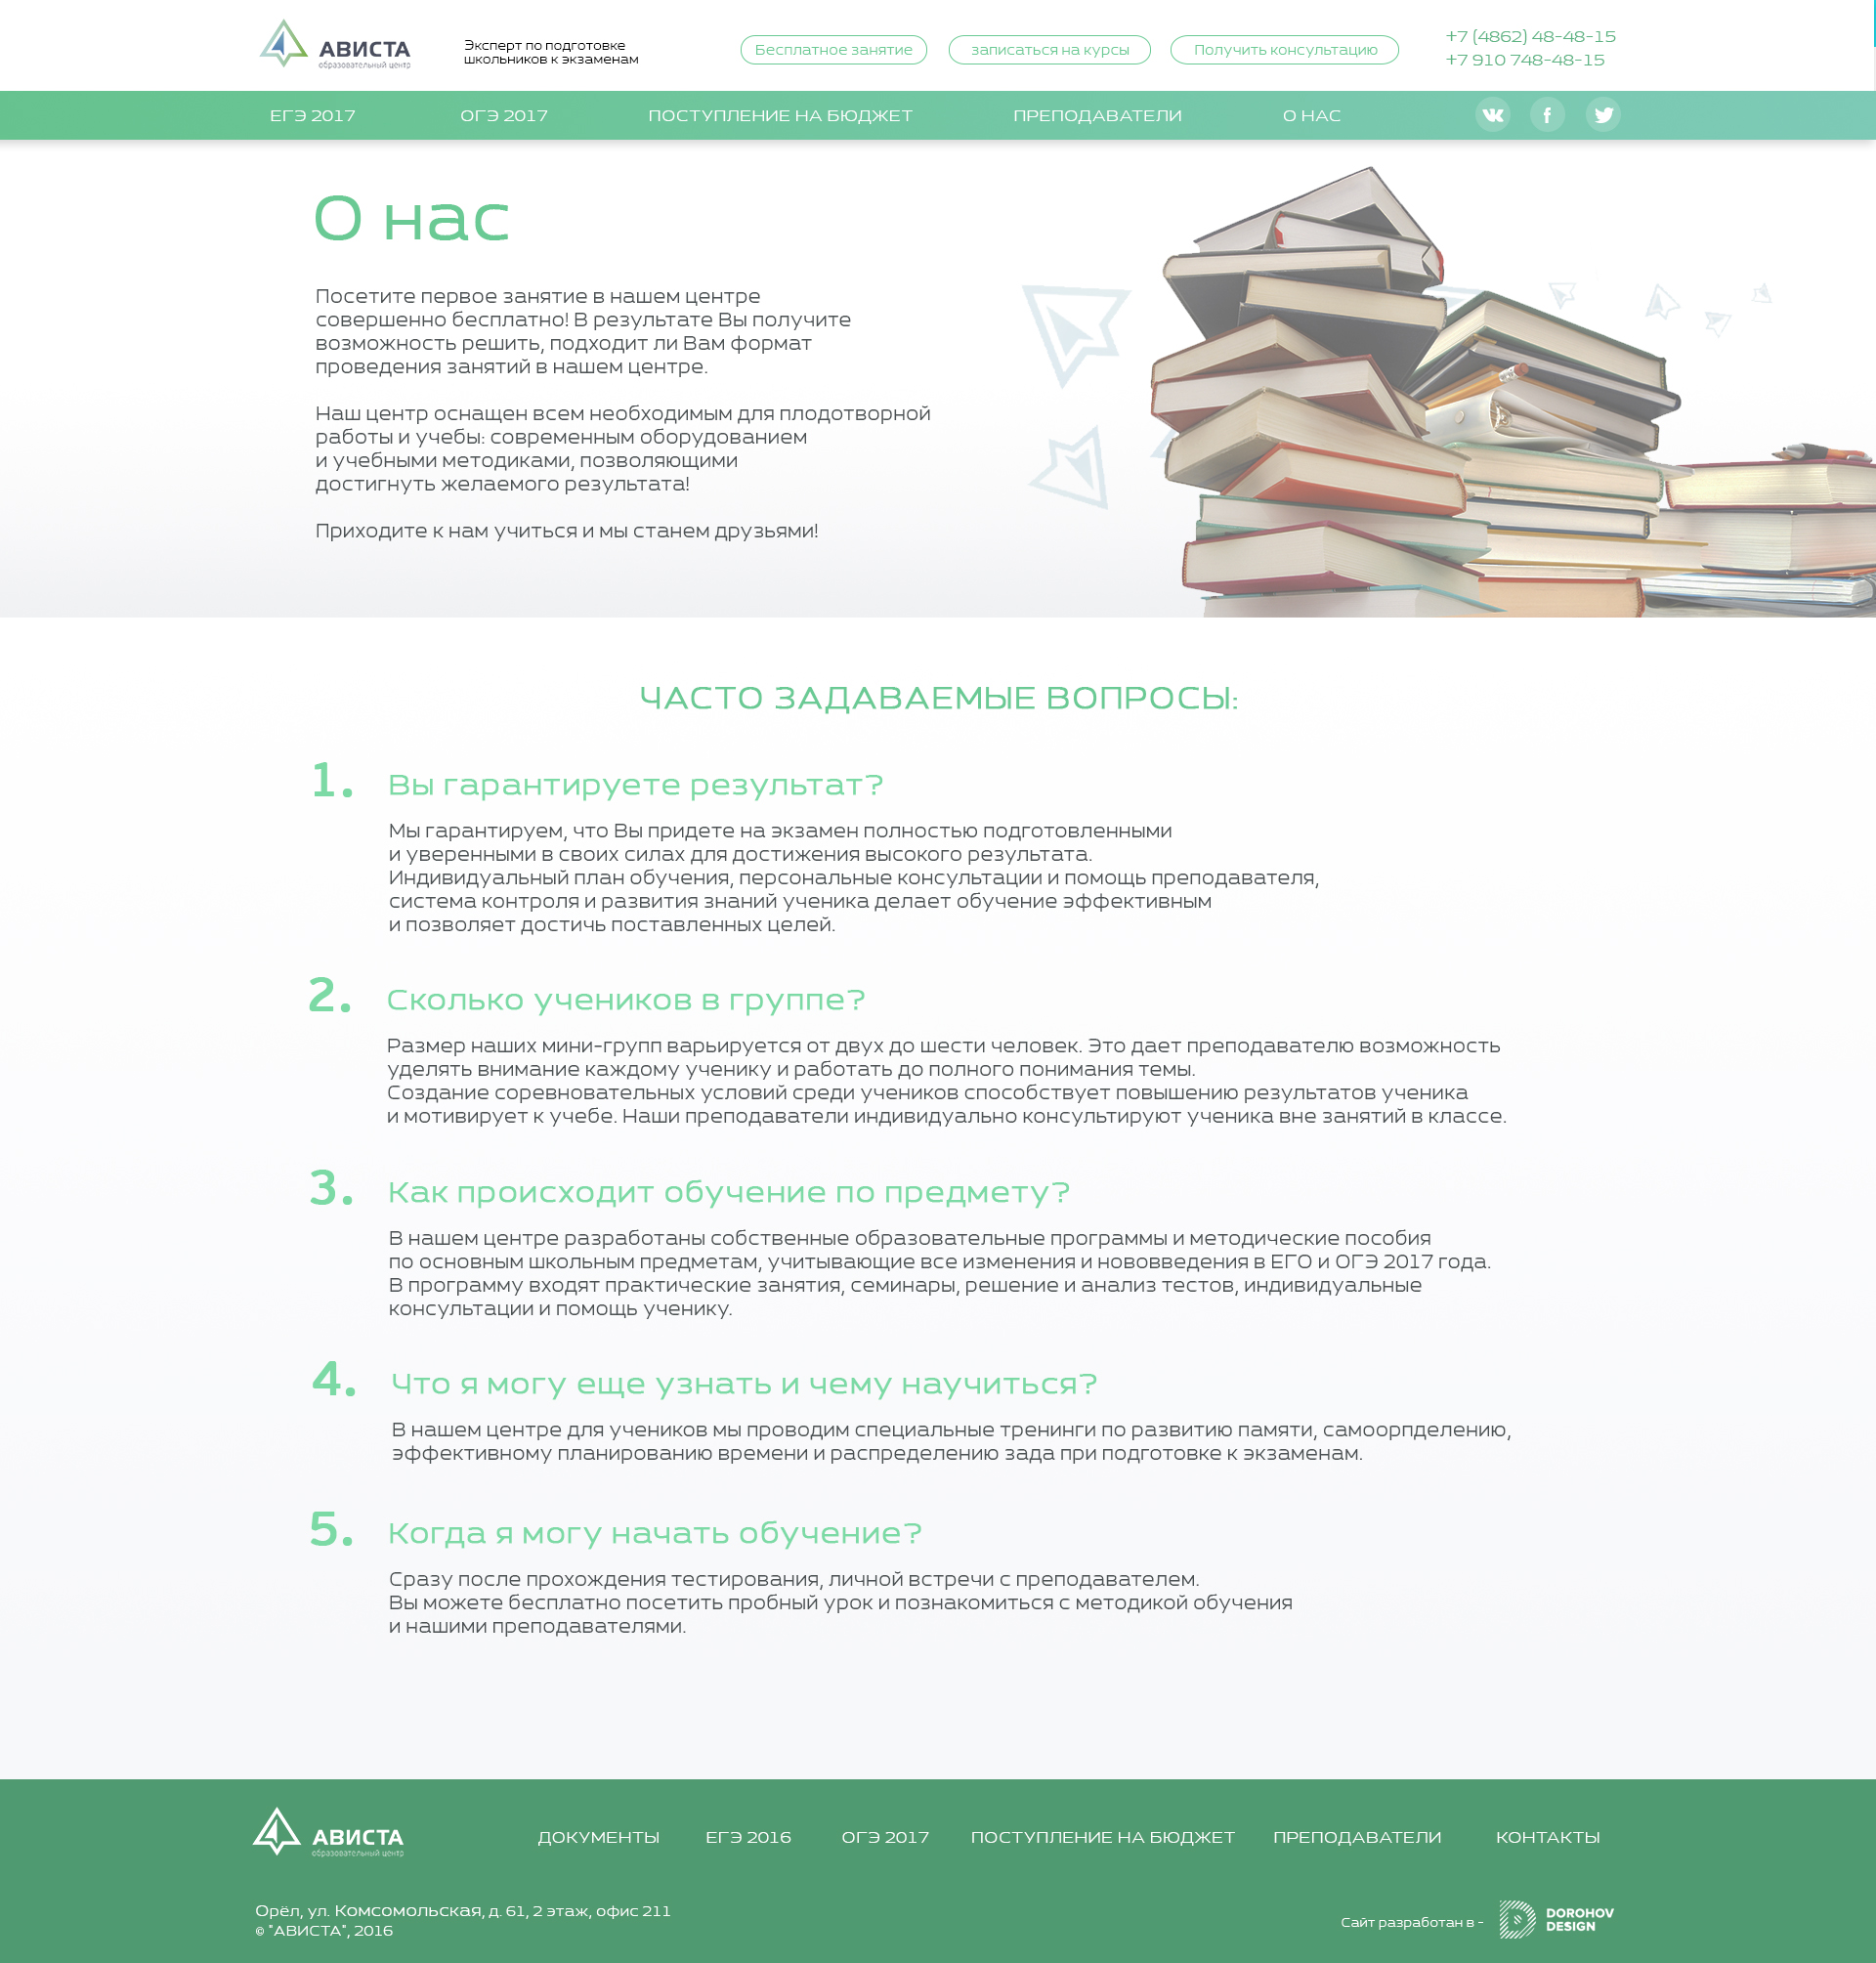 АВИСТА
образовательный центр
Эксперт по подготовке
школьников к экзаменам
Бесплатное занятие
записаться на курсы
Получить консультацию
+7 (4862) 48-48-15
+7 910 748-48-15
ЕГЭ 2017
ОГЭ 2017
ПОСТУПЛЕНИЕ НА БЮДЖЕТ
ПРЕПОДАВАТЕЛИ
О НАС
О нас
Посетите первое занятие в нашем центре
совершенно бесплатно! В результате Вы получите
возможность решить, подходит ли Вам формат
проведения занятий в нашем центре.
Наш центр оснащен всем необходимым для плодотворной
работы и учебы: современным оборудованием
и учебными методиками, позволяющими
достигнуть желаемого результата!
Приходите к нам учиться и мы станем друзьями!
ЧАСТО ЗАДАВАЕМЫЕ ВОПРОСЫ:
1. Вы гарантируете результат?
Мы гарантируем, что Вы придете на экзамен полностью подготовленными
и уверенными в своих силах для достижения высокого результата.
Индивидуальный план обучения, персональные консультации и помощь преподавателя,
система контроля и развития знаний ученика делает обучение эффективным
и позволяет достичь поставленных целей.
2. Сколько учеников в группе?
Размер наших мини-групп варьируется от двух до шести человек. Это дает преподавателю возможность
уделять внимание каждому ученику и работать до полного понимания темы.
Создание соревновательных условий среди учеников способствует повышению результатов ученика
и мотивирует к учебе. Наши преподаватели индивидуально консультируют ученика вне занятий в классе.
3. Как происходит обучение по предмету?
В нашем центре разработаны собственные образовательные программы и методические пособия
по основным школьным предметам, учитывающие все изменения и нововведения в ЕГО и ОГЭ 2017 года.
В программу входят практические занятия, семинары, решение и анализ тестов, индивидуальные
консультации и помощь ученику.
4. Что я могу еще узнать и чему научиться?
В нашем центре для учеников мы проводим специальные тренинги по развитию памяти, самоорпделению,
эффективному планированию времени и распределению зада при подготовке к экзаменам.
5. Когда я могу начать обучение?
Сразу после прохождения тестирования, личной встречи с преподавателем.
Вы можете бесплатно посетить пробный урок и познакомиться с методикой обучения
и нашими преподавателями.
АВИСТА
образовательный центр
ДОКУМЕНТЫ
ЕГЭ 2016
ОГЭ 2017
ПОСТУПЛЕНИЕ НА БЮДЖЕТ
ПРЕПОДАВАТЕЛИ
КОНТАКТЫ
Орёл, ул. Комсомольская, д. 61, 2 этаж, офис 211
© "АВИСТА", 2016
Сайт разработан в -
DOROHOV
DESIGN